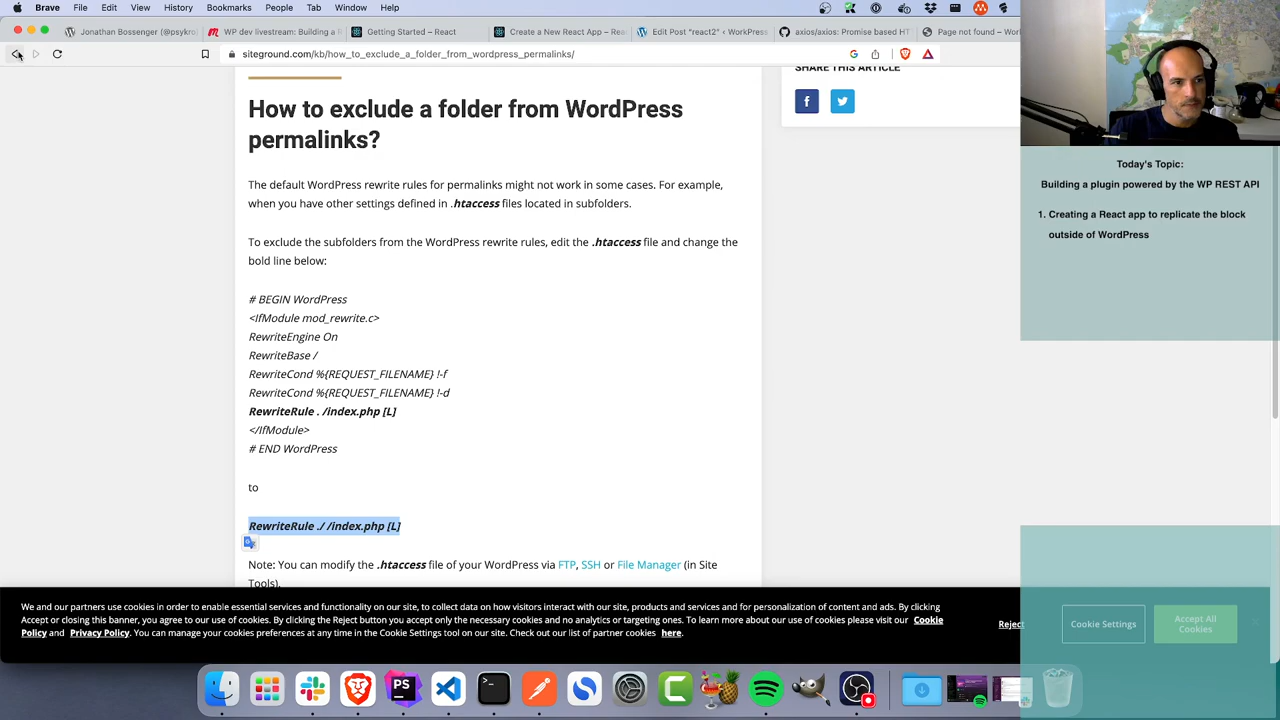 Brave File Edit View History Bookmarks People Tab Window Help
Jonathan Bossenger (@psykro
WP dev livestream: Building a
Getting Started – React
Create a New React App – Rea
Edit Post "react2" ‹ WordPress
axios/axios: Promise based HT
Page not found – Work
siteground.com/kb/how_to_exclude_a_folder_from_wordpress_permalinks/
SHARE THIS ARTICLE
How to exclude a folder from WordPress
permalinks?
The default WordPress rewrite rules for permalinks might not work in some cases. For example,
when you have other settings defined in .htaccess files located in subfolders.
To exclude the subfolders from the WordPress rewrite rules, edit the .htaccess file and change the
bold line below:
# BEGIN WordPress
<IfModule mod_rewrite.c>
RewriteEngine On
RewriteBase /
RewriteCond %{REQUEST_FILENAME} !-f
RewriteCond %{REQUEST_FILENAME} !-d
RewriteRule . /index.php [L]
</IfModule>
# END WordPress
to
RewriteRule ./ /index.php [L]
Note: You can modify the .htaccess file of your WordPress via FTP, SSH or File Manager (in Site
Tools).
Today's Topic:
Building a plugin powered by the WP REST API
1. Creating a React app to replicate the block
outside of WordPress
We and our partners use cookies in order to enable essential services and functionality on our site, to collect data on how visitors interact with our site, products and services and for personalization of content and ads. By clicking
Accept or closing this banner, you agree to our use of cookies. By clicking the Reject button you accept only the necessary cookies and no analytics or targeting ones. To learn more about our use of cookies please visit our Cookie
Policy and Privacy Policy. You can manage your cookies preferences at any time in the Cookie Settings tool on our site. Check out our list of partner cookies here.
Reject
Cookie Settings
Accept All
Cookies
PS